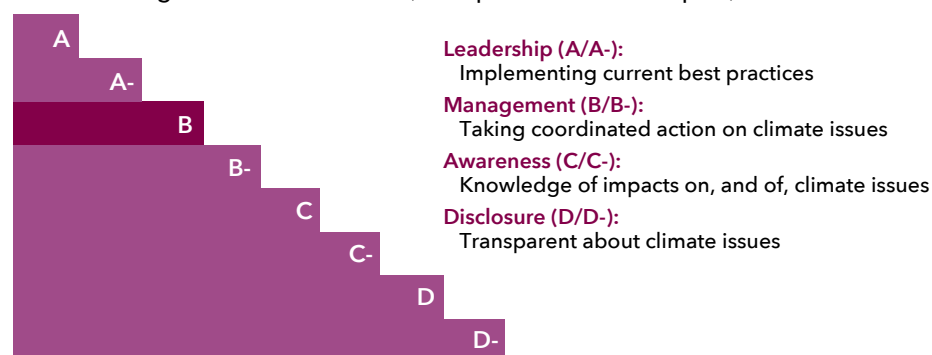 A
A-
B
B-
C
C-
D
D-
Leadership (A/A-):
Implementing current best practices
Management (B/B-):
Taking coordinated action on climate issues
Awareness (C/C-):
Knowledge of impacts on, and of, climate issues
Disclosure (D/D-):
Transparent about climate issues